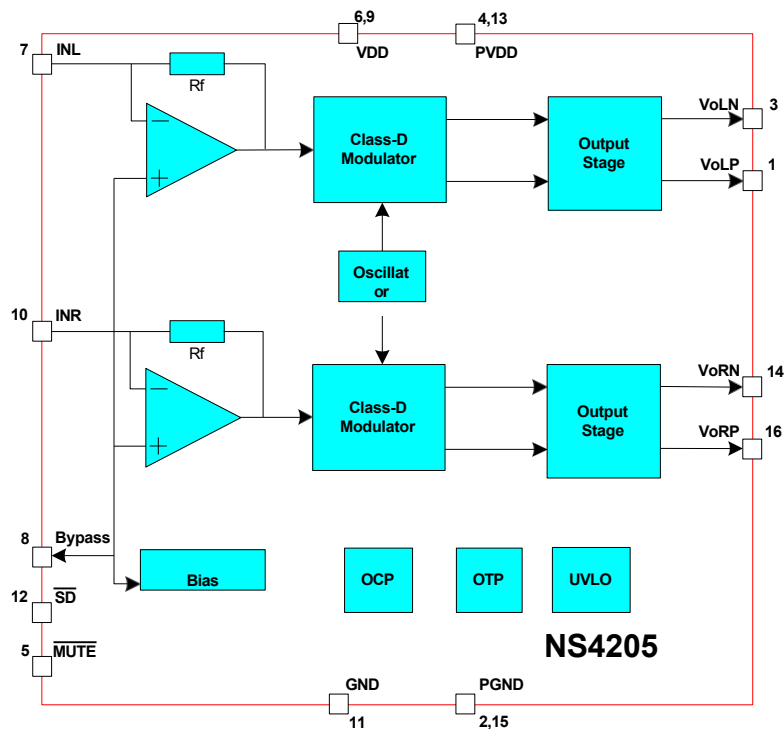 6,9
4,13
7
INL
VDD
PVDD
Rf
VoLN
3
Class-D
Modulator
Output
Stage
VoLP
1
Oscillat
or
10
INR
Rf
VoRN
14
Class-D
Modulator
Output
Stage
VoRP
16
8
Bypass
Bias
OCP
OTP
UVLO
12
SD
5
MUTE
NS4205
GND
PGND
11
2,15